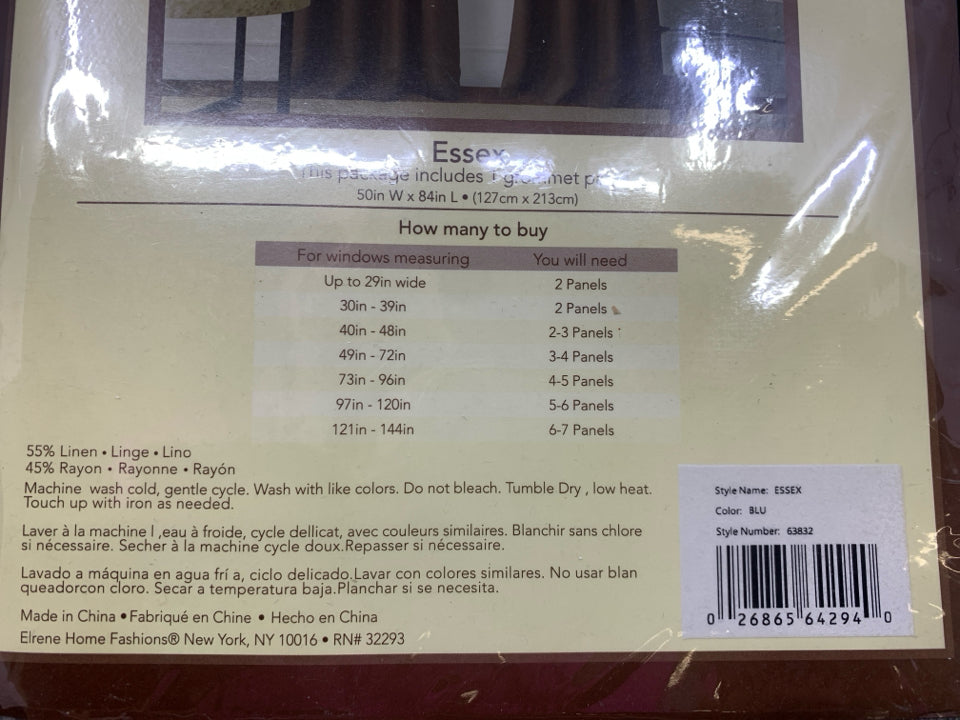 Essex
This package includes 1 grommet
50in W x 84in L • (127cm x 213cm)
How many to buy
For windows measuring You will need
Up to 29in wide 2 Panels
30in - 39in 2 Panels
40in - 48in 2-3 Panels
49in - 72in 3-4 Panels
73in - 96in 4-5 Panels
97in - 120in 5-6 Panels
121in - 144in 6-7 Panels
55% Linen • Linge • Lino
45% Rayon • Rayonne • Rayón
Machine wash cold, gentle cycle. Wash with like colors. Do not bleach. Tumble Dry , low heat.
Touch up with iron as needed.
Laver à la machine l ,eau à froide, cycle dellicat, avec couleurs similaires. Blanchir sans chlore
si nécessaire. Secher à la machine cycle doux.Repasser si nécessaire.
Lavado a máquina en agua frí a, ciclo delicado.Lavar con colores similares. No usar blan
queadorcon cloro. Secar a temperatura baja.Planchar si se necesita.
Made in China • Fabriqué en Chine • Hecho en China
Elrene Home Fashions® New York, NY 10016 • RN# 32293
Style Name: ESSEX
Color: BLU
Style Number: 63832
0 26865 64294 0